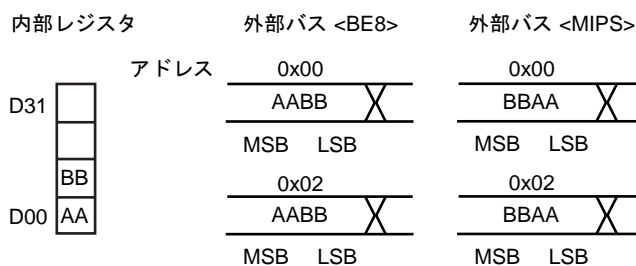 内部レジスタ 外部バス <BE8> 外部バス <MIPS>
アドレス 0x00 0x00
D31 AABB BBAA
MSB LSB MSB LSB
BB 0x02 0x02
D00 AA AABB BBAA
MSB LSB MSB LSB